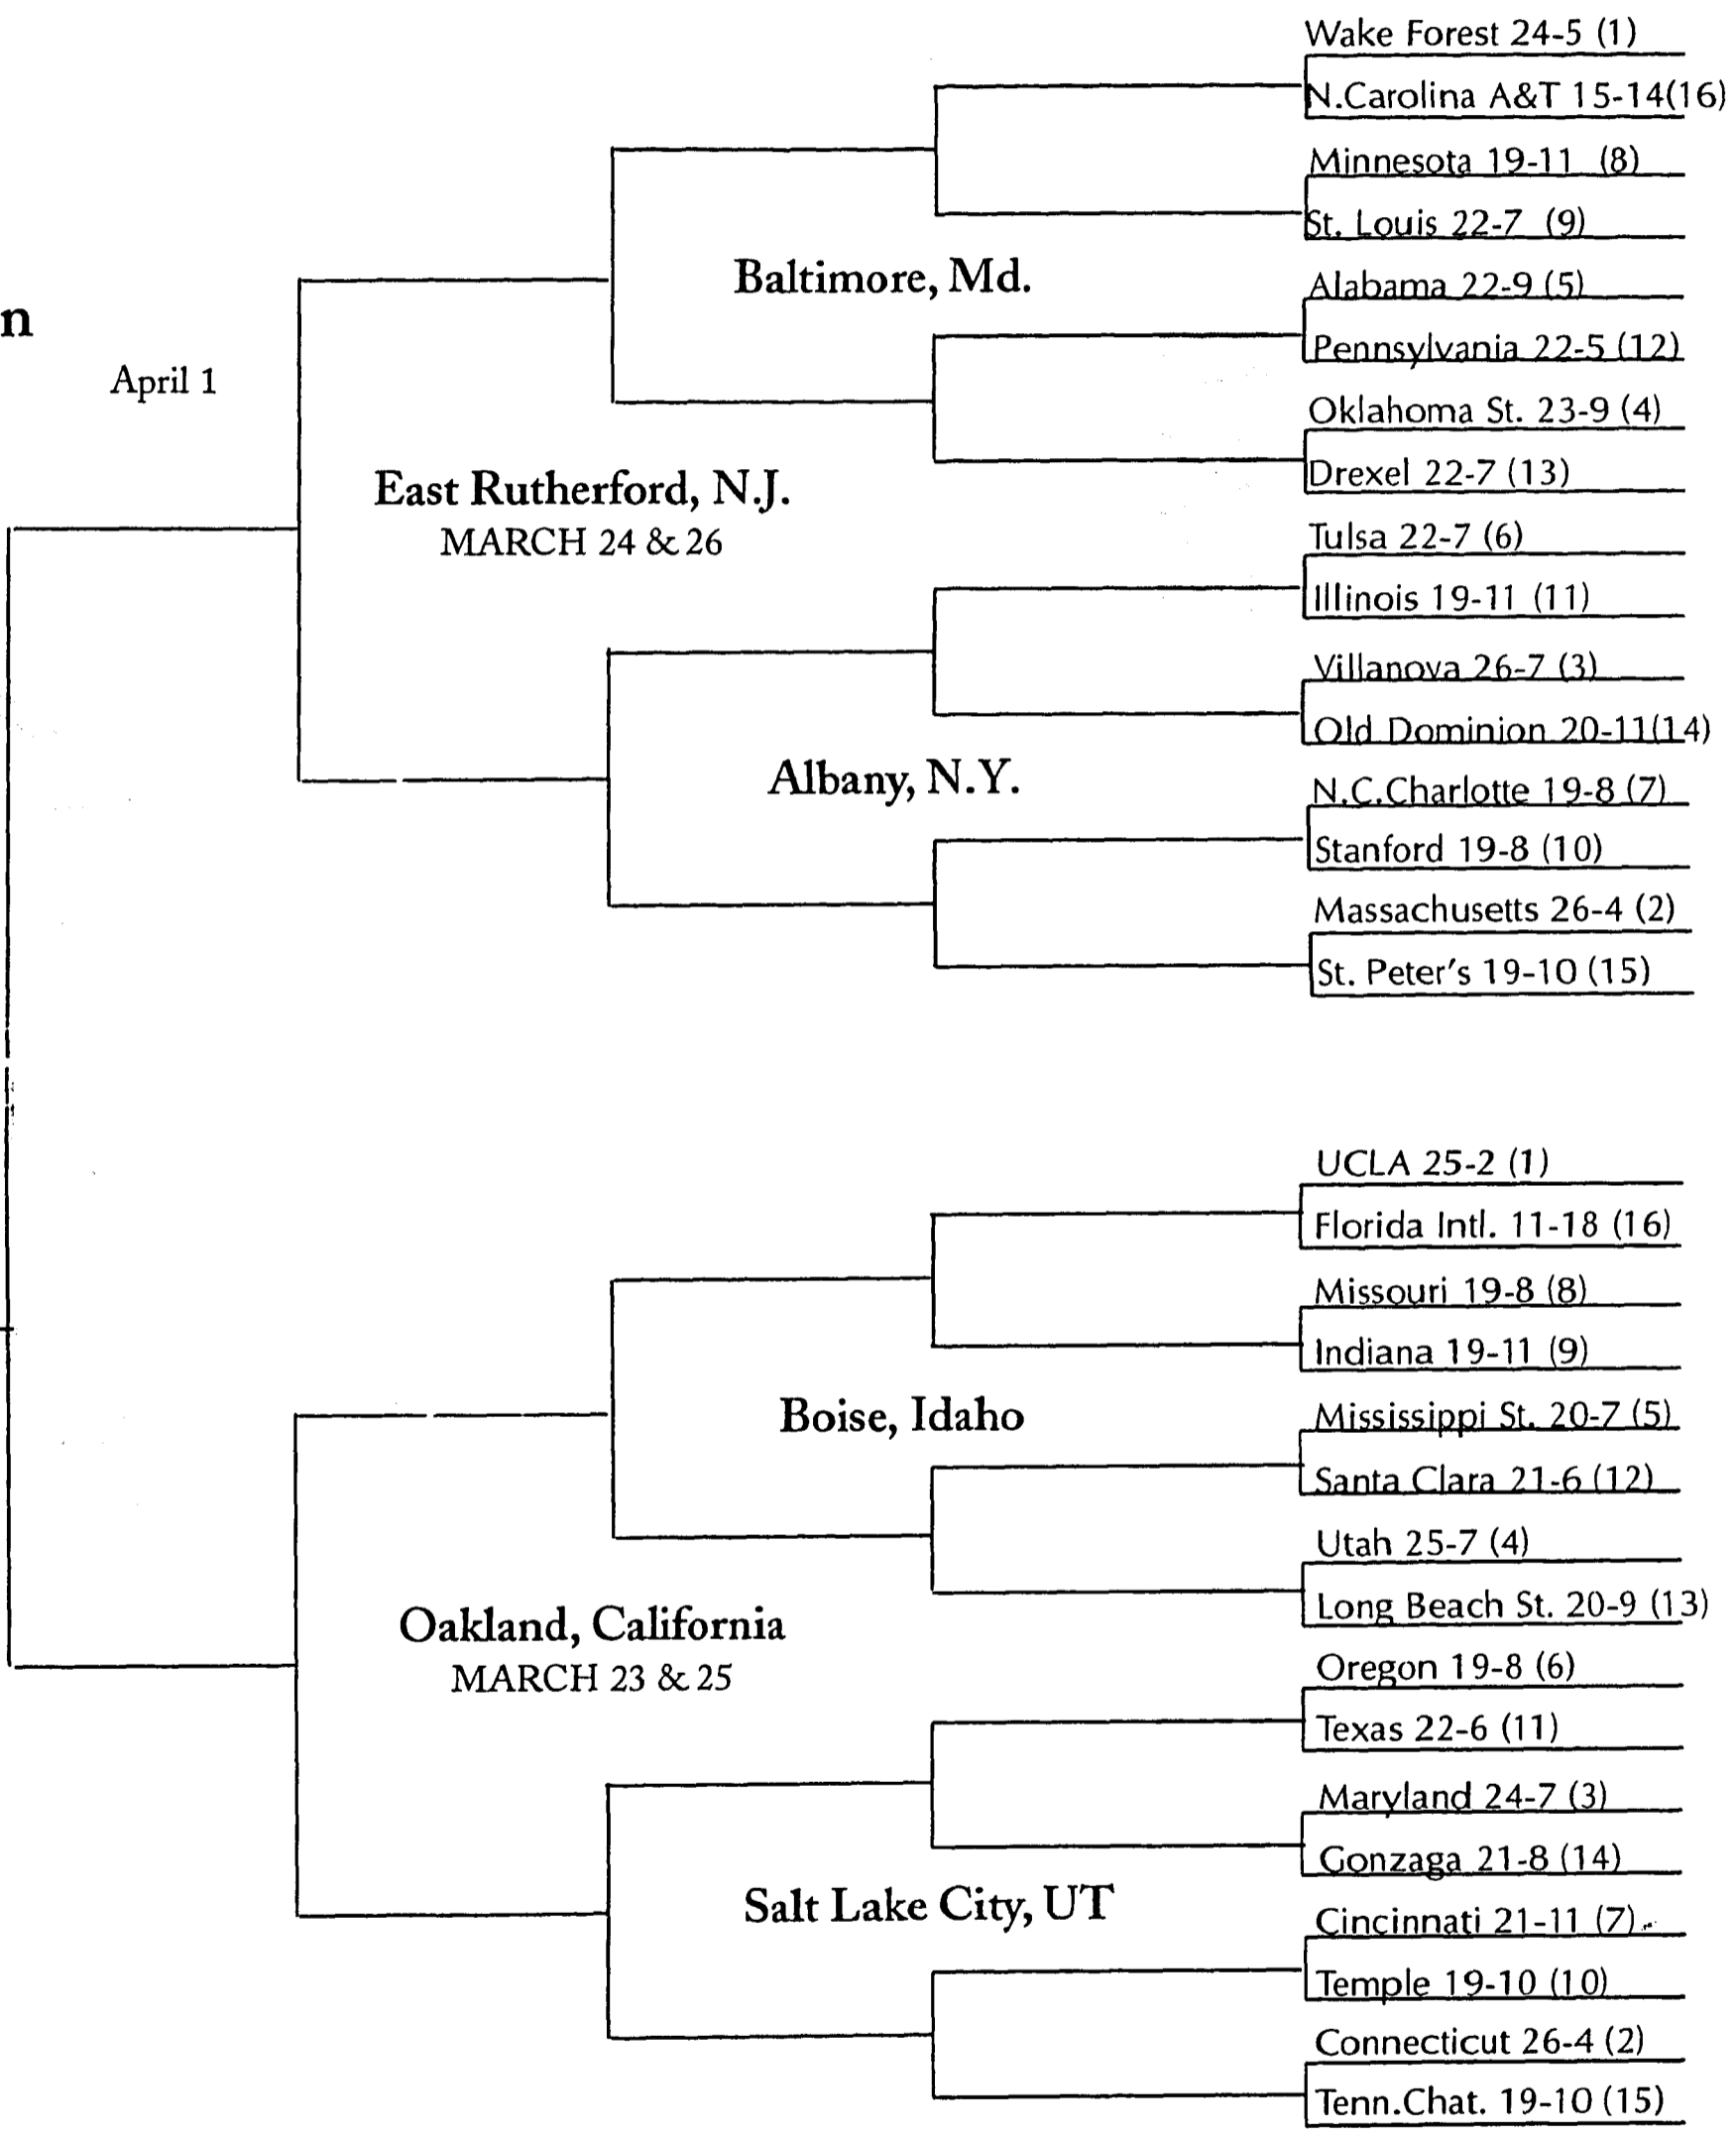 Wake Forest 24-5 (1)
N.Carolina A&T 15-14(16)
Minnesota 19-11 (8)
St. Louis 22-7 (9)
Baltimore, Md.
Alabama 22-9 (5)
n
Pennsylvania 22-5 (12)
April 1
Oklahoma St. 23-9 (4)
Drexel 22-7 (13)
East Rutherford, N.J.
MARCH 24 & 26
Tulsa 22-7 (6)
Illinois 19-11 (11)
Villanova 26-7 (3)
Old Dominion 20-11(14)
Albany, N.Y.
N.C.Charlotte 19-8 (7)
Stanford 19-8 (10)
Massachusetts 26-4 (2)
St. Peter's 19-10 (15)
UCLA 25-2 (1)
Florida Intl. 11-18 (16)
Missouri 19-8 (8)
Indiana 19-11 (9)
Boise, Idaho
Mississippi St. 20-7 (5)
Santa Clara 21-6 (12)
Utah 25-7 (4)
Long Beach St. 20-9 (13)
Oakland, California
MARCH 23 & 25
Oregon 19-8 (6)
Texas 22-6 (11)
Maryland 24-7 (3)
Gonzaga 21-8 (14)
Salt Lake City, UT
Cincinnati 21-11 (7)
Temple 19-10 (10)
Connecticut 26-4 (2)
Tenn.Chat. 19-10 (15)